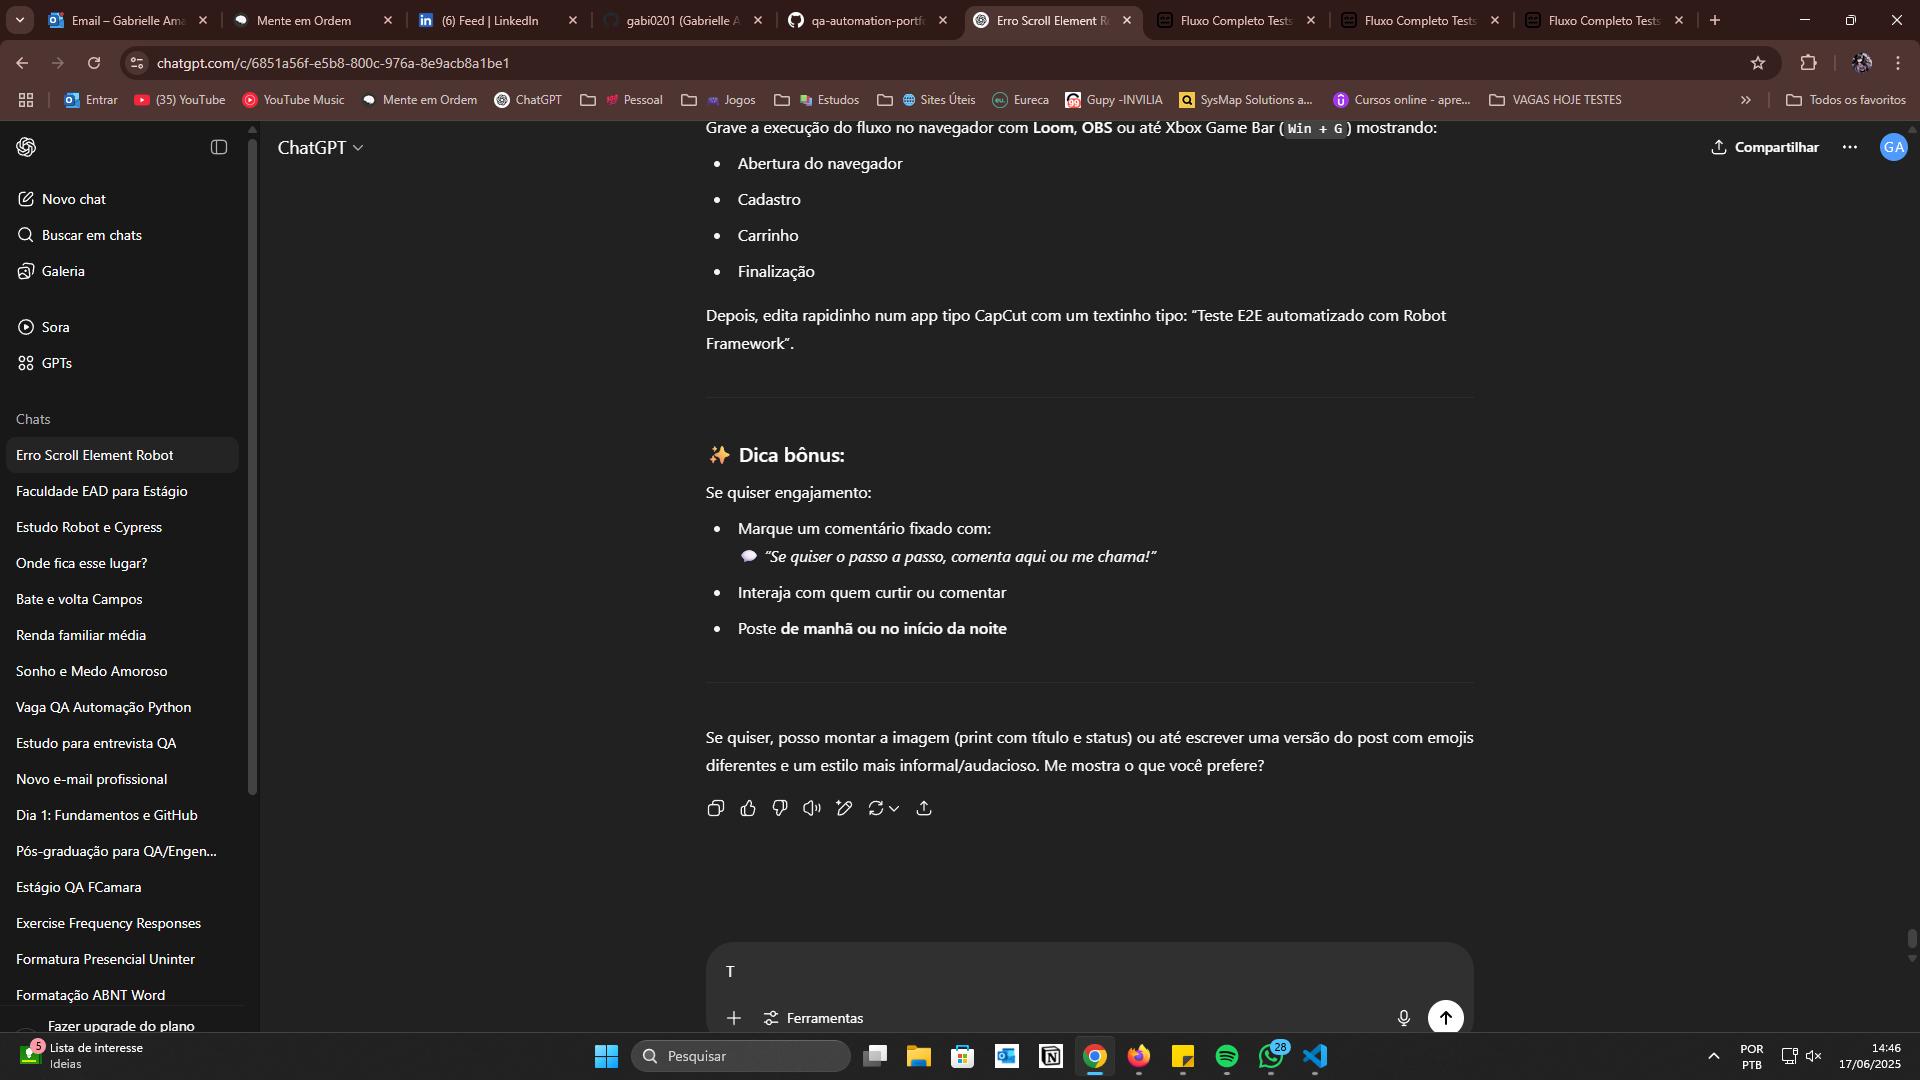 Email – Gabrielle Ama
Mente em Ordem
(6) Feed | LinkedIn
gabi0201 (Gabrielle A
qa-automation-portfo
Erro Scroll Element R
Fluxo Completo Tests
Fluxo Completo Tests
Fluxo Completo Tests
chatgpt.com/c/6851a56f-e5b8-800c-976a-8e9acb8a1be1
Entrar
(35) YouTube
YouTube Music
Mente em Ordem
ChatGPT
Pessoal
Jogos
Estudos
Sites Úteis
Eureca
Gupy -INVILIA
SysMap Solutions a...
Cursos online - apre...
VAGAS HOJE TESTES
Todos os favoritos
ChatGPT
Compartilhar
GA
Novo chat
Buscar em chats
Galeria
Sora
GPTs
Chats
Erro Scroll Element Robot
Faculdade EAD para Estágio
Estudo Robot e Cypress
Onde fica esse lugar?
Bate e volta Campos
Renda familiar média
Sonho e Medo Amoroso
Vaga QA Automação Python
Estudo para entrevista QA
Novo e-mail profissional
Dia 1: Fundamentos e GitHub
Pós-graduação para QA/Engen...
Estágio QA FCamara
Exercise Frequency Responses
Formatura Presencial Uninter
Formatação ABNT Word
Fazer upgrade do plano
Grave a execução do fluxo no navegador com Loom, OBS ou até Xbox Game Bar (Win + G) mostrando:
• Abertura do navegador
• Cadastro
• Carrinho
• Finalização
Depois, edita rapidinho num app tipo CapCut com um textinho tipo: “Teste E2E automatizado com Robot
Framework”.
✨ Dica bônus:
Se quiser engajamento:
• Marque um comentário fixado com:
💬 “Se quiser o passo a passo, comenta aqui ou me chama!”
• Interaja com quem curtir ou comentar
• Poste de manhã ou no início da noite
Se quiser, posso montar a imagem (print com título e status) ou até escrever uma versão do post com emojis
diferentes e um estilo mais informal/audacioso. Me mostra o que você prefere?
T
Ferramentas
5
Lista de interesse
Ideias
Pesquisar
28
POR
PTB
14:46
17/06/2025